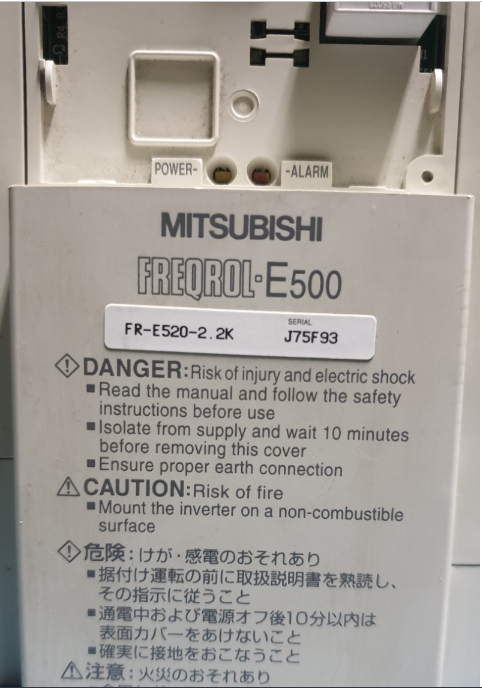 POWER- -ALARM
MITSUBISHI
FREQROL-E500
SERIAL
FR-E520-2.2K J75F93
DANGER:Risk of injury and electric shock
■Read the manual and follow the safety
instructions before use
■Isolate from supply and wait 10 minutes
before removing this cover
■Ensure proper earth connection
CAUTION:Risk of fire
■Mount the inverter on a non-combustible
surface
危険:けが・感電のおそれあり
■据付け運転の前に取扱説明書を熟読し、
その指示に従うこと
■通電中および電源オフ後10分以内は
表面カバーをあけないこと
■確実に接地をおこなうこと
注意:火災のおそれあり